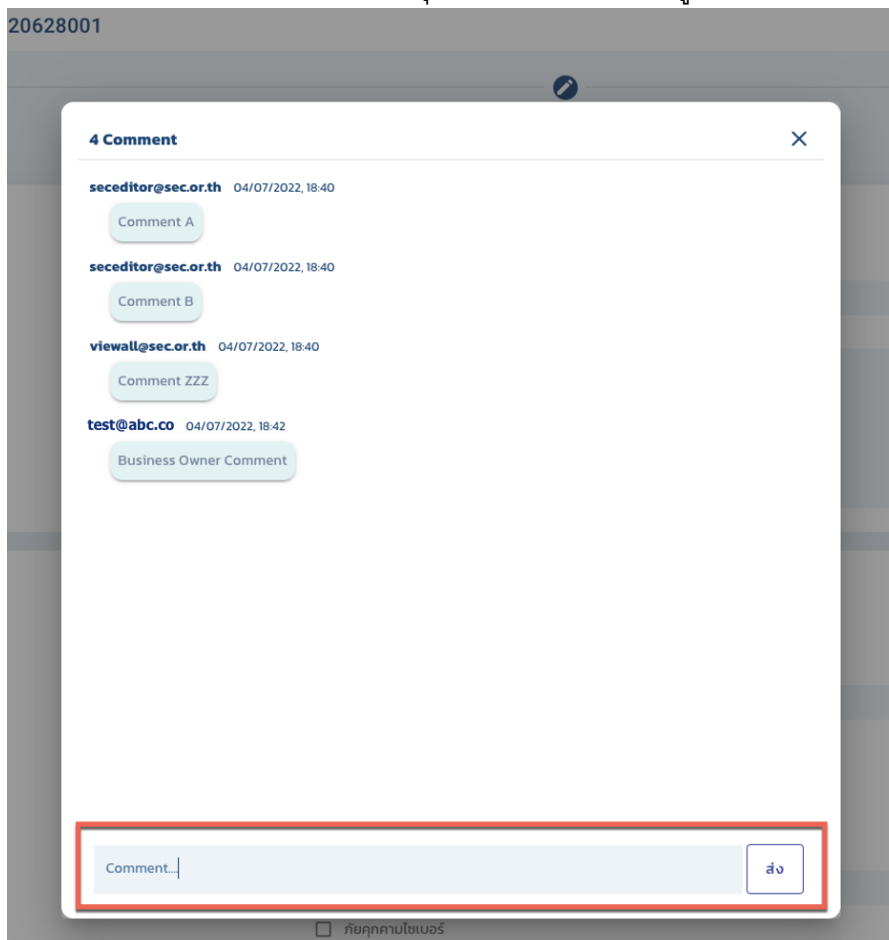 20628001
4 Comment
seceditor@sec.or.th 04/07/2022, 18:40
Comment A
seceditor@sec.or.th 04/07/2022, 18:40
Comment B
viewall@sec.or.th 04/07/2022, 18:40
Comment ZZZ
test@abc.co 04/07/2022, 18:42
Business Owner Comment
Comment... ส่ง
ภัยคุกคามไซเบอร์